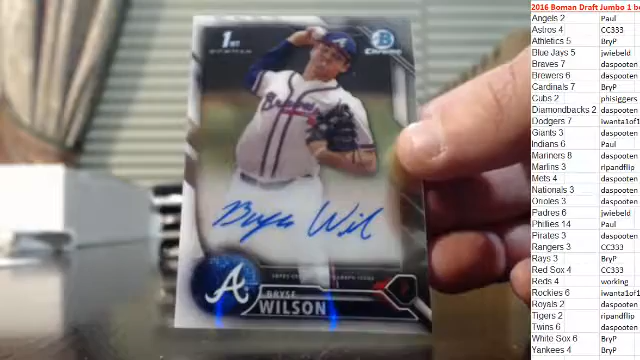 2016 Boman Draft Jumbo 1 b
Angels 2 Paul
Astros 4 CC333
Athletics 5 BryP
Blue Jays 5 jwiebeld
Braves 7 daspooten
Brewers 6 daspooten
Cardinals 7 BryP
Cubs 2 phisiggers
Diamondbacks 2 daspooten
Dodgers 7 iwanta1of1
Giants 3 daspooten
Indians 6 Paul
Mariners 8 daspooten
Marlins 3 ripandflip
Mets 4 daspooten
Nationals 3 daspooten
Orioles 3 daspooten
Padres 6 jwiebeld
Phillies 14 Paul
Pirates 3 daspooten
Rangers 3 CC333
Rays 3 BryP
Red Sox 4 CC333
Reds 4 working
Rockies 6 iwanta1of1
Royals 2 daspooten
Tigers 2 ripandflip
Twins 6 daspooten
White Sox 6 BryP
Yankees 4 BryP
1ST
BOWMAN
B
Chrome
Braves
Bryse Wil
A
BRYSE
WILSON